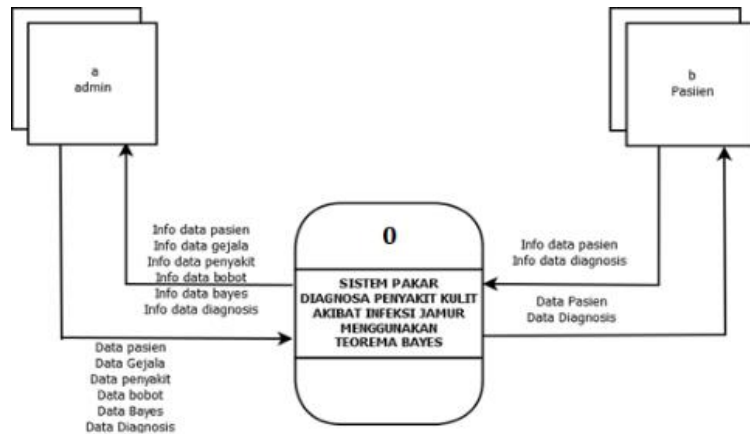 a
admin
b
Pasiien
Info data pasien
Info data gejala
Info data penyakit
Info data bobot
Info data bayes
Info data diagnosis
0
SISTEM PAKAR
DIAGNOSA PENYAKIT KULIT
AKIBAT INFEKSI JAMUR
MENGGUNAKAN
TEOREMA BAYES
Info data pasien
Info data diagnosis
Data Pasien
Data Diagnosis
Data pasien
Data Gejala
Data penyakit
Data bobot
Data Bayes
Data Diagnosis